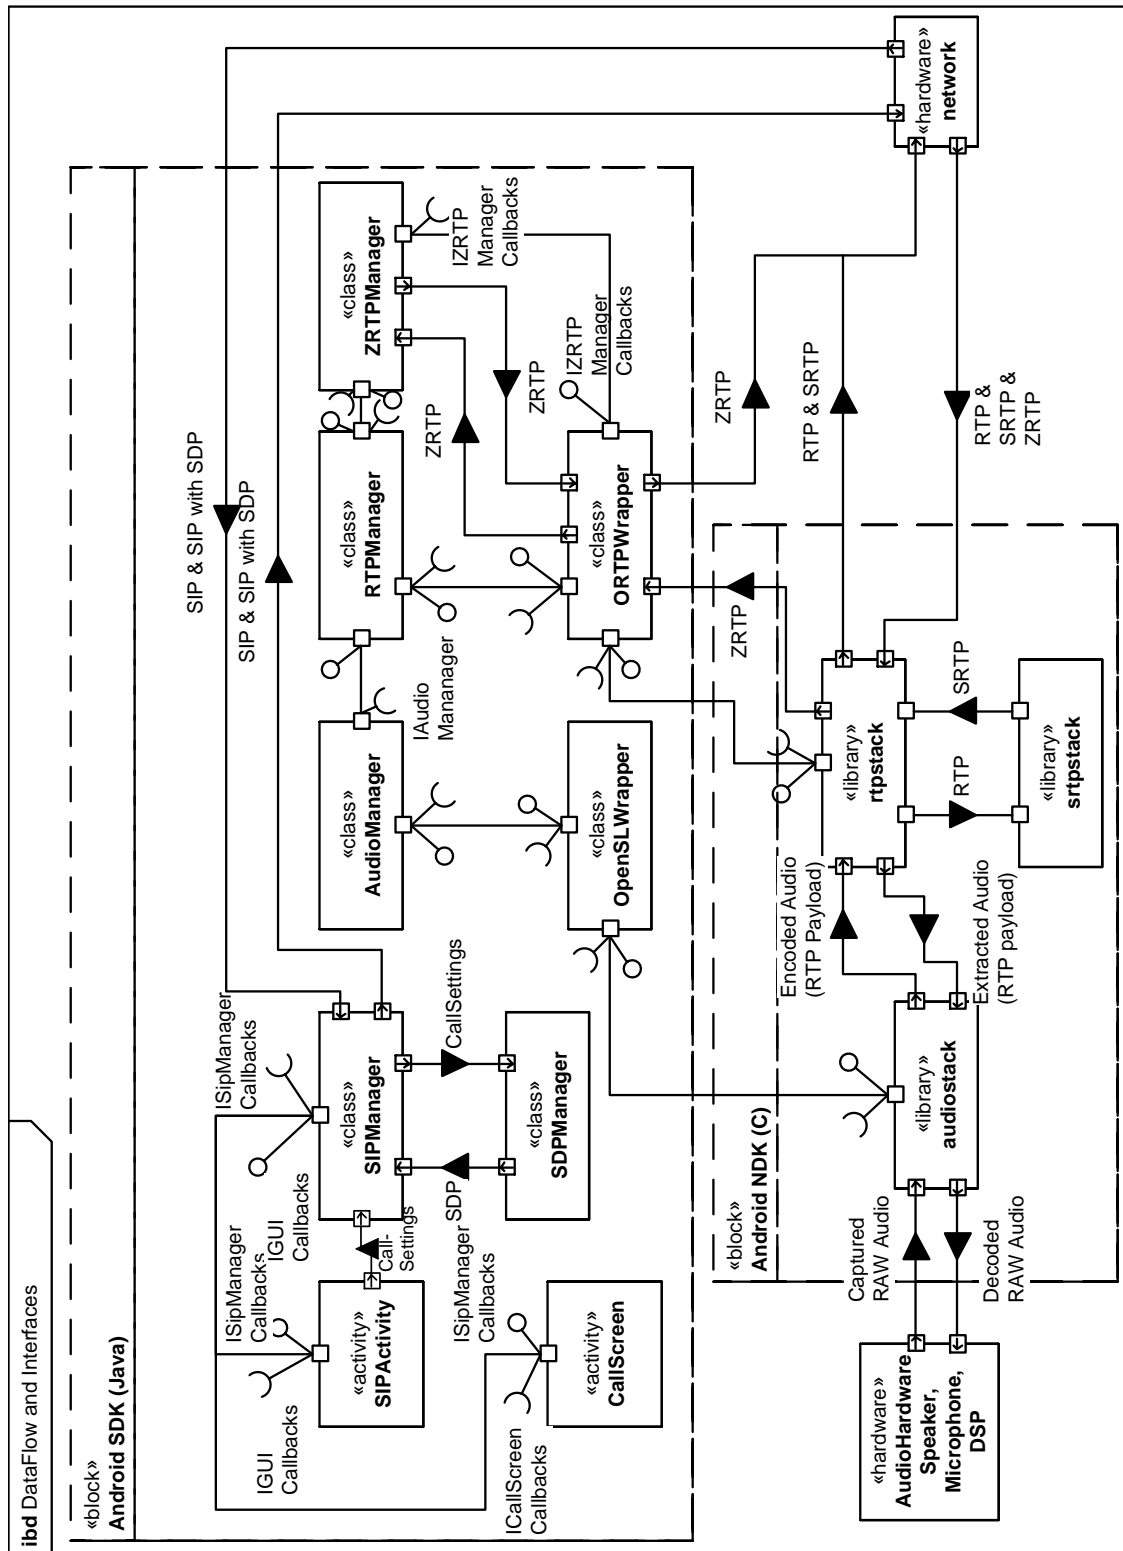 ibd DataFlow and Interfaces
«block»
Android SDK (Java)
SIP & SIP with SDP
SIP & SIP with SDP
ISipManager
Callbacks
IGUI
Callbacks
ISipManager
Callbacks
IGUI
Callbacks
«activity»
SIPActivity
Call-
Settings
«class»
SIPManager
«class»
AudioManager
IAudio
Mananager
«class»
RTPManager
«class»
ZRTPManager
IZRTP
Manager
Callbacks
SDP
CallSettings
ZRTP
ZRTP
ISipManager
Callbacks
ICallScreen
Callbacks
«activity»
CallScreen
«class»
SDPManager
«class»
OpenSLWrapper
«class»
ORTPWrapper
IZRTP
Manager
Callbacks
«block»
Android NDK (C)
ZRTP
ZRTP
RTP & SRTP
RTP &
SRTP &
ZRTP
«hardware»
network
Encoded Audio
(RTP Payload)
«library»
rtpstack
Captured
RAW Audio
«library»
audiostack
Extracted Audio
(RTP payload)
RTP
SRTP
Decoded
RAW Audio
«library»
srtpstack
«hardware»
AudioHardware
Speaker,
Microphone,
DSP